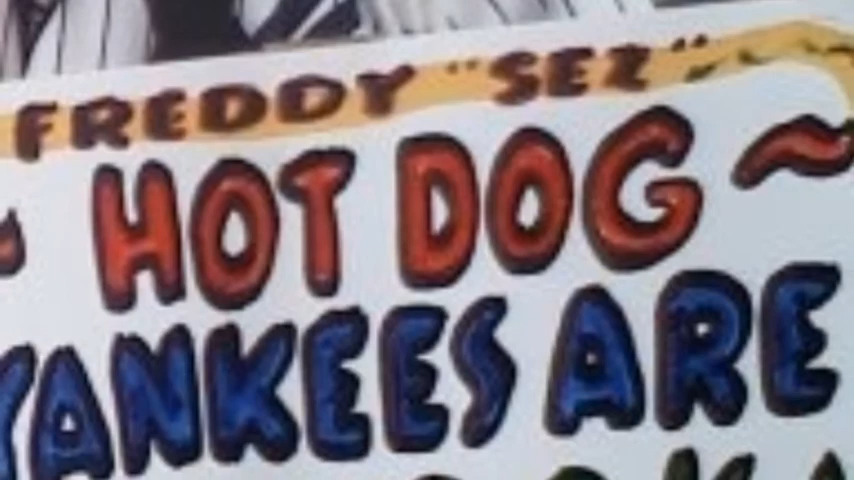 FREDDY "SEZ"
~ HOT DOG ~
YANKEES ARE